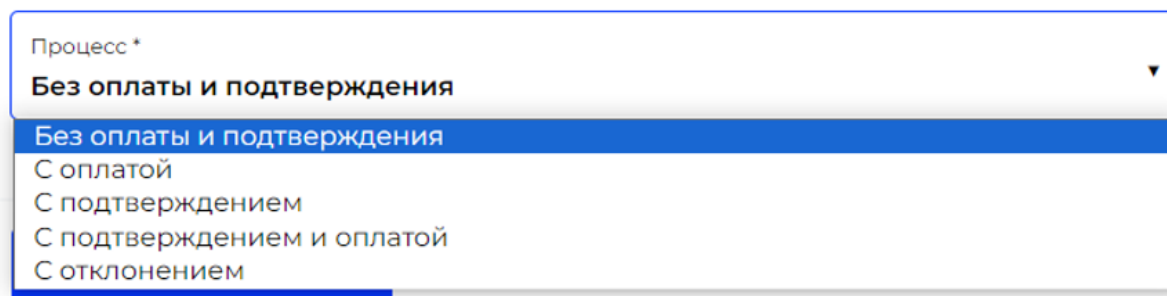 Процесс *
Без оплаты и подтверждения
Без оплаты и подтверждения
С оплатой
С подтверждением
С подтверждением и оплатой
С отклонением